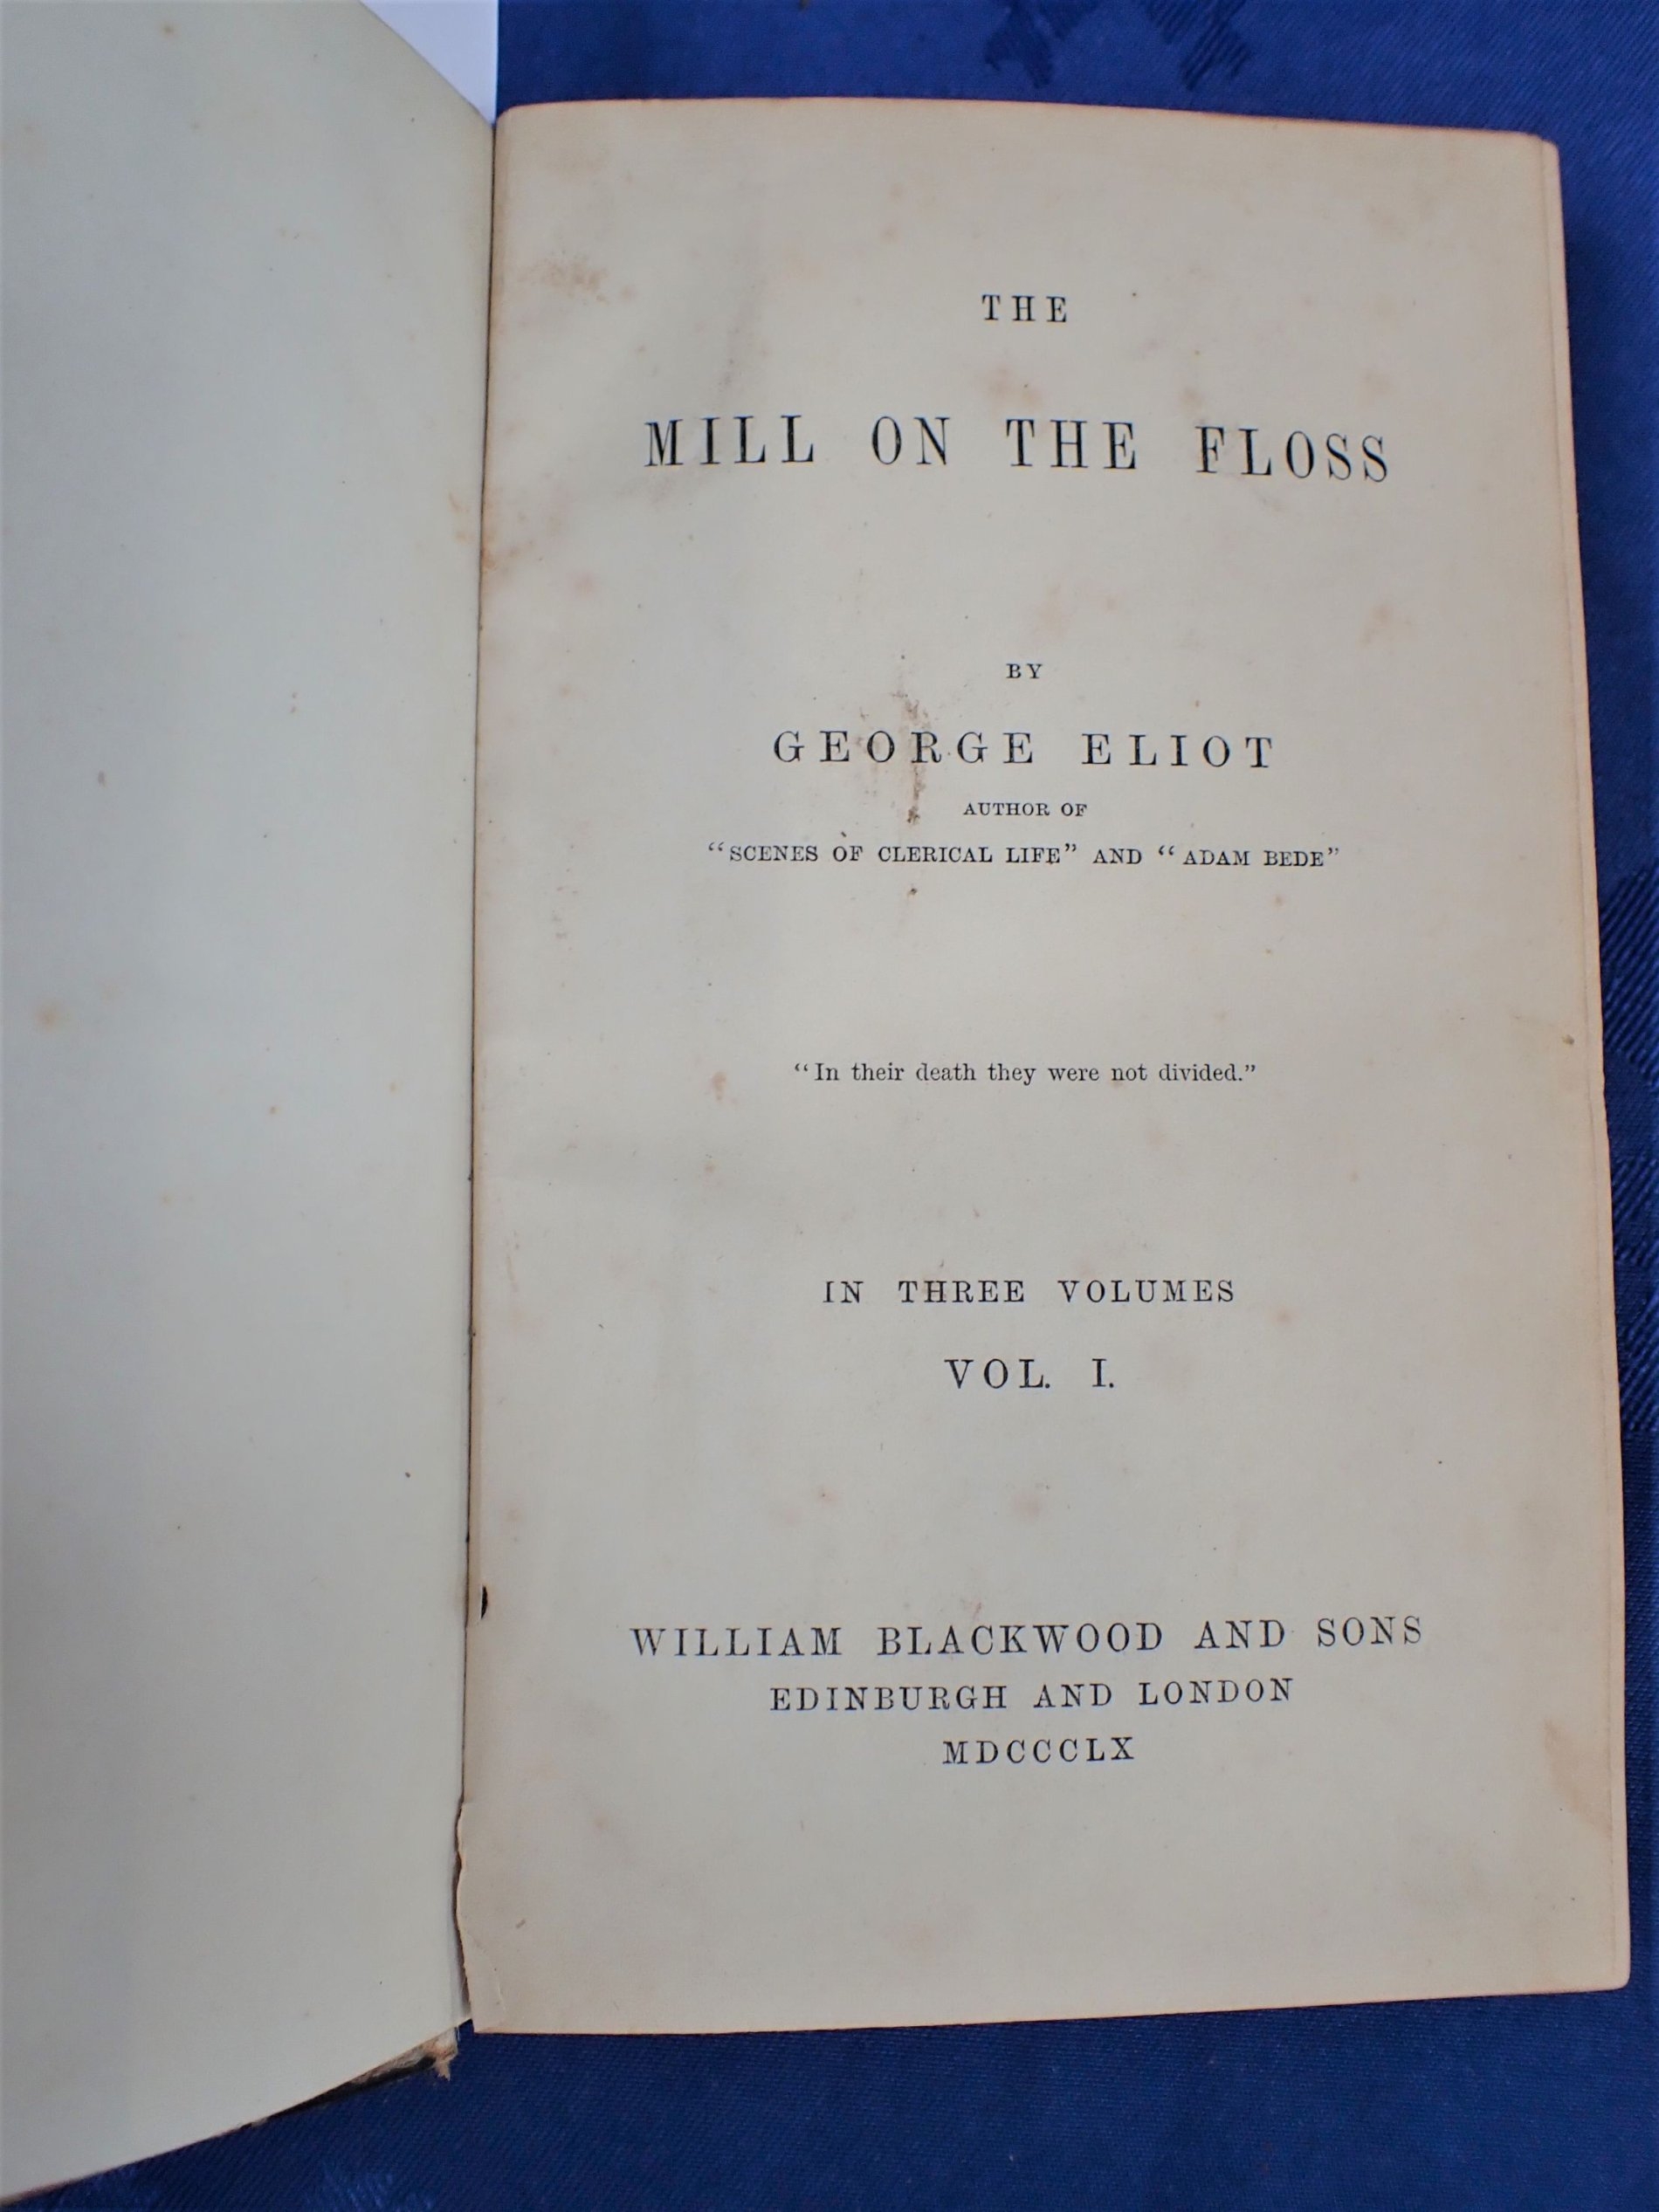 THE
MILL ON THE FLOSS
BY
GEORGE ELIOT
AUTHOR OF
“SCENES OF CLERICAL LIFE” AND “ADAM BEDE”
“In their death they were not divided.”
IN THREE VOLUMES
VOL. I.
WILLIAM BLACKWOOD AND SONS
EDINBURGH AND LONDON
MDCCCLX